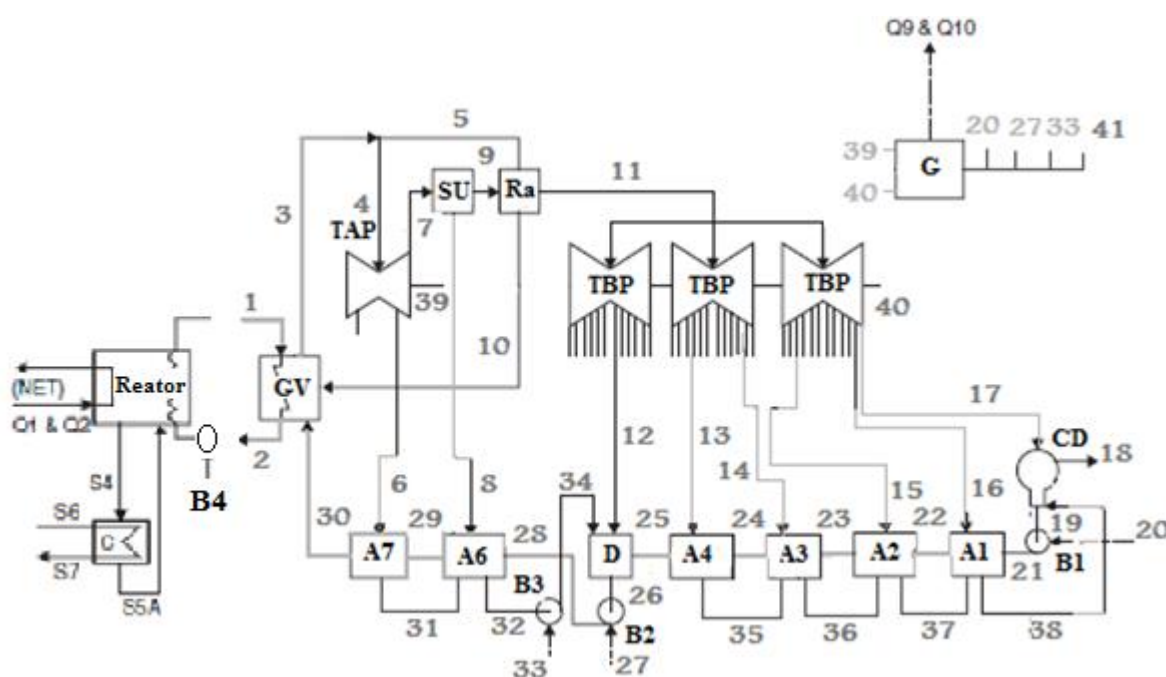 Q9 & Q10
5
20 27 33 41
39
G
40
9
SU
Ra
11
3
4
7
TAP
TBP
TBP
TBP
39
40
1
10
(NET)
Reator
GV
17
Q1 & Q2
2
12
13
CD
18
B4
S4
6
8
34
14
15
16
S6
30
29
28
25
24
23
22
19
20
C
A7
A6
D
A4
A3
A2
A1
21
B1
S7
B3
26
S5A
31
32
B2
35
36
37
38
33
27